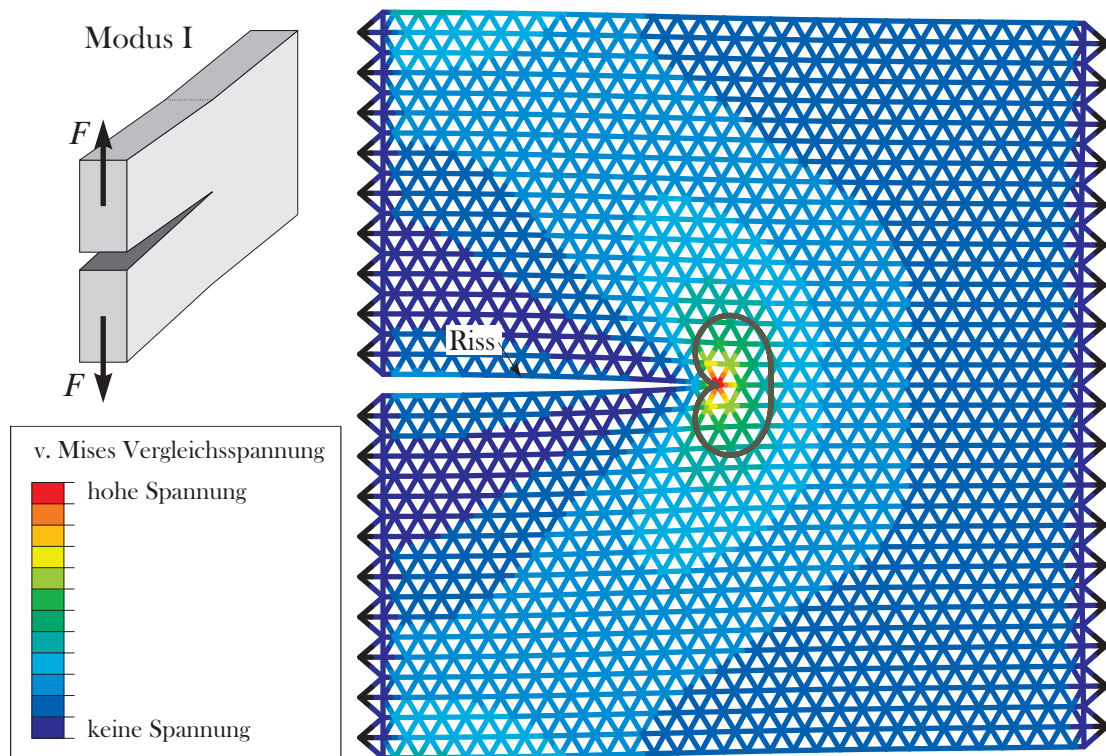 Modus I
F
F
Riss
v. Mises Vergleichsspannung
hohe Spannung
keine Spannung